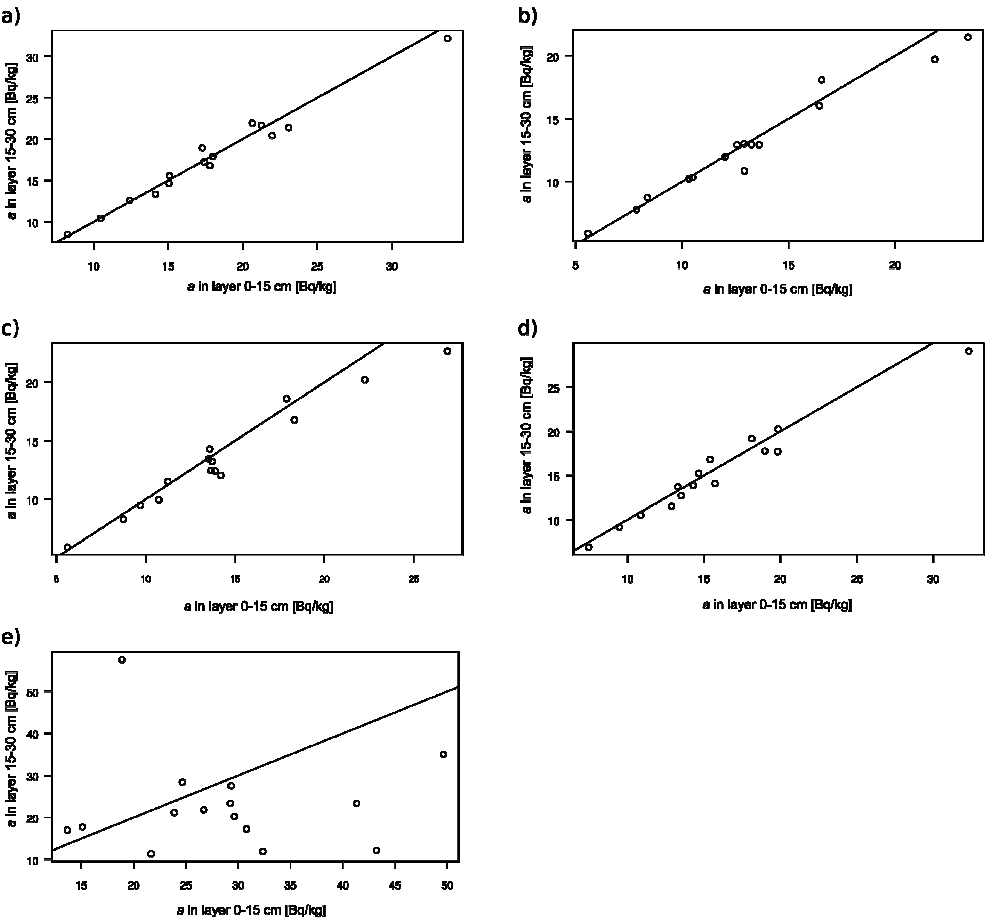 a)
a in layer 15-30 cm [Bq/kg]
30
25
20
15
10
10 15 20 25 30
a in layer 0-15 cm [Bq/kg]
b)
a in layer 15-30 cm [Bq/kg]
20
15
10
5 10 15 20
a in layer 0-15 cm [Bq/kg]
c)
a in layer 15-30 cm [Bq/kg]
20
15
10
5 10 15 20 25
a in layer 0-15 cm [Bq/kg]
d)
a in layer 15-30 cm [Bq/kg]
25
20
15
10
10 15 20 25 30
a in layer 0-15 cm [Bq/kg]
e)
a in layer 15-30 cm [Bq/kg]
50
40
30
20
10
15 20 25 30 35 40 45 50
a in layer 0-15 cm [Bq/kg]